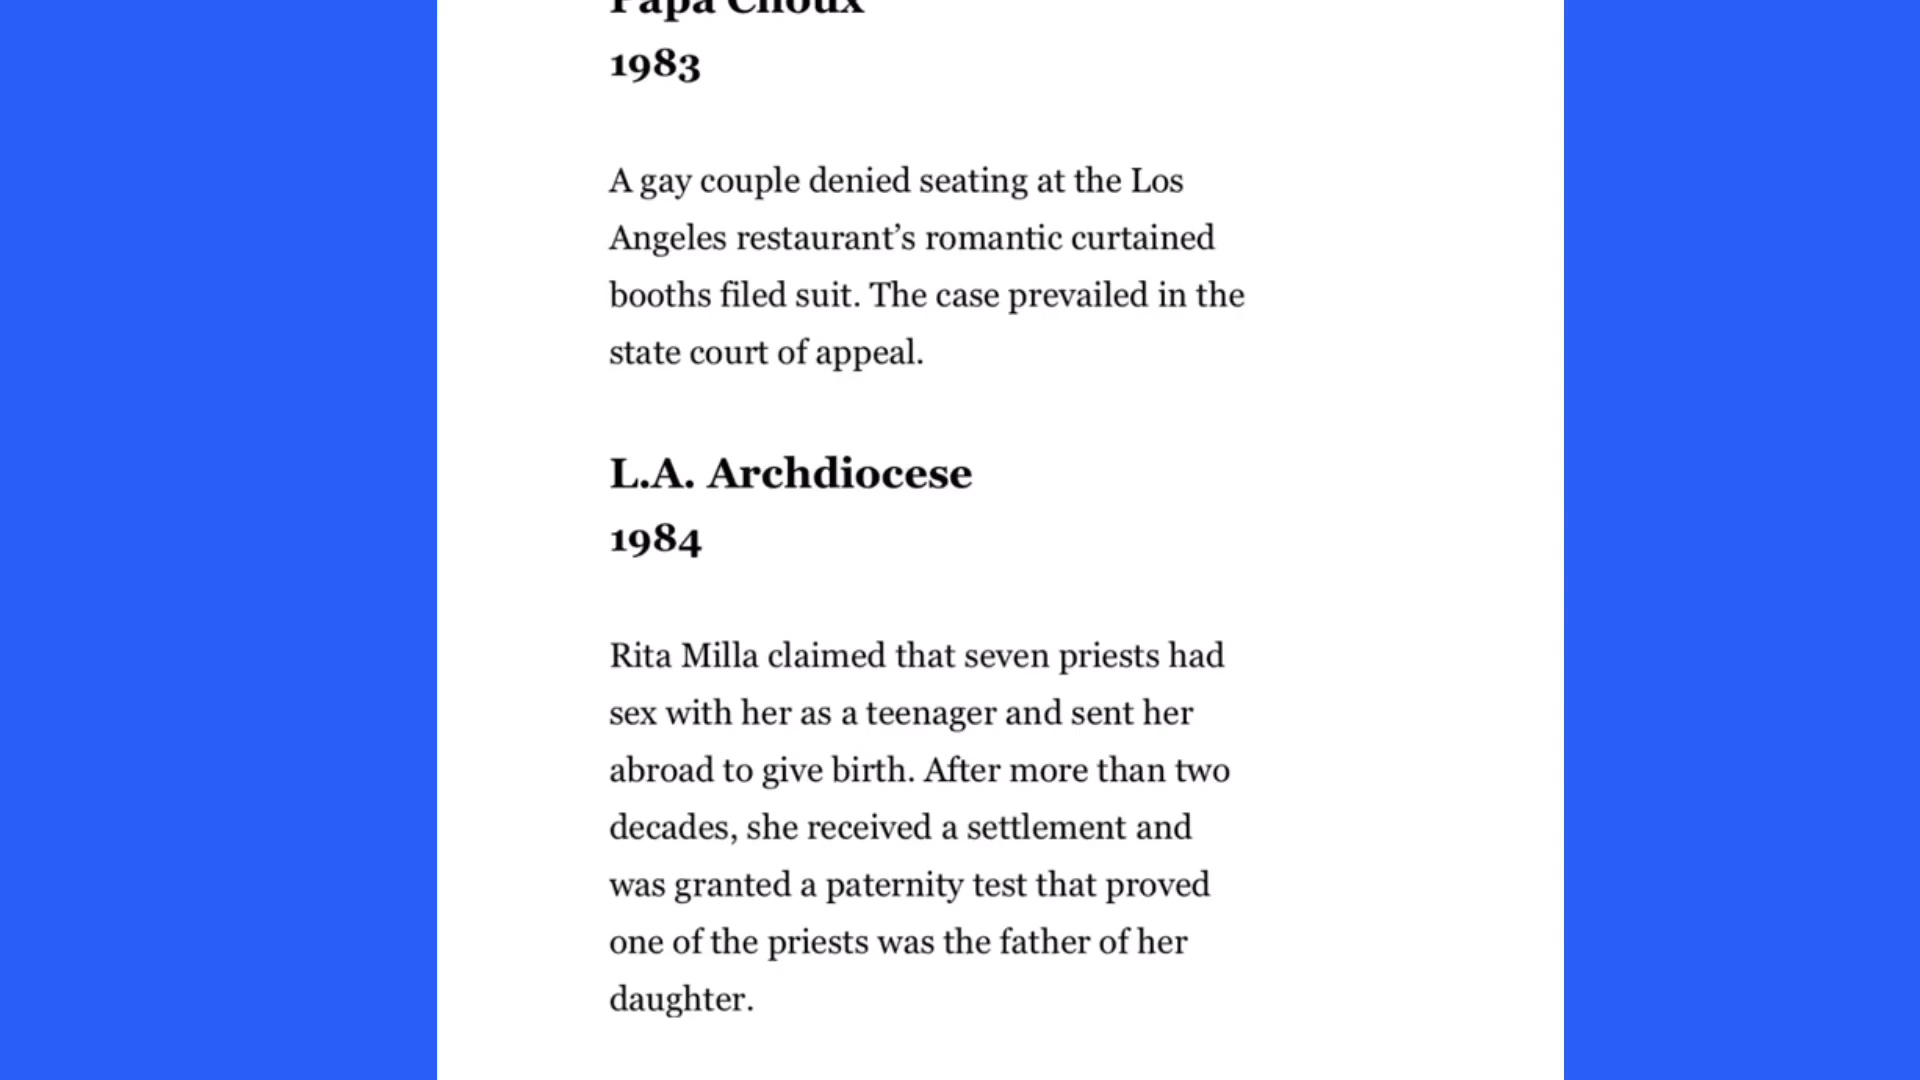 Papa Choux
1983
A gay couple denied seating at the Los
Angeles restaurant’s romantic curtained
booths filed suit. The case prevailed in the
state court of appeal.
L.A. Archdiocese
1984
Rita Milla claimed that seven priests had
sex with her as a teenager and sent her
abroad to give birth. After more than two
decades, she received a settlement and
was granted a paternity test that proved
one of the priests was the father of her
daughter.